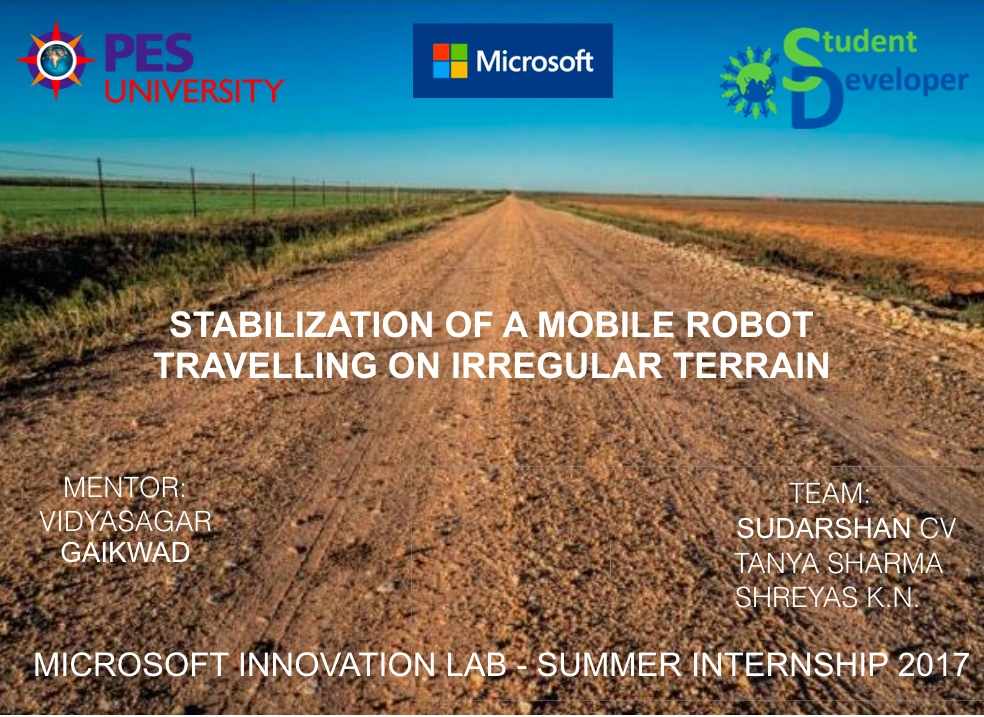 PES
UNIVERSITY
Microsoft
Student
Developer
STABILIZATION OF A MOBILE ROBOT
TRAVELLING ON IRREGULAR TERRAIN
MENTOR:
VIDYASAGAR
GAIKWAD
TEAM:
SUDARSHAN CV
TANYA SHARMA
SHREYAS K.N.
MICROSOFT INNOVATION LAB - SUMMER INTERNSHIP 2017